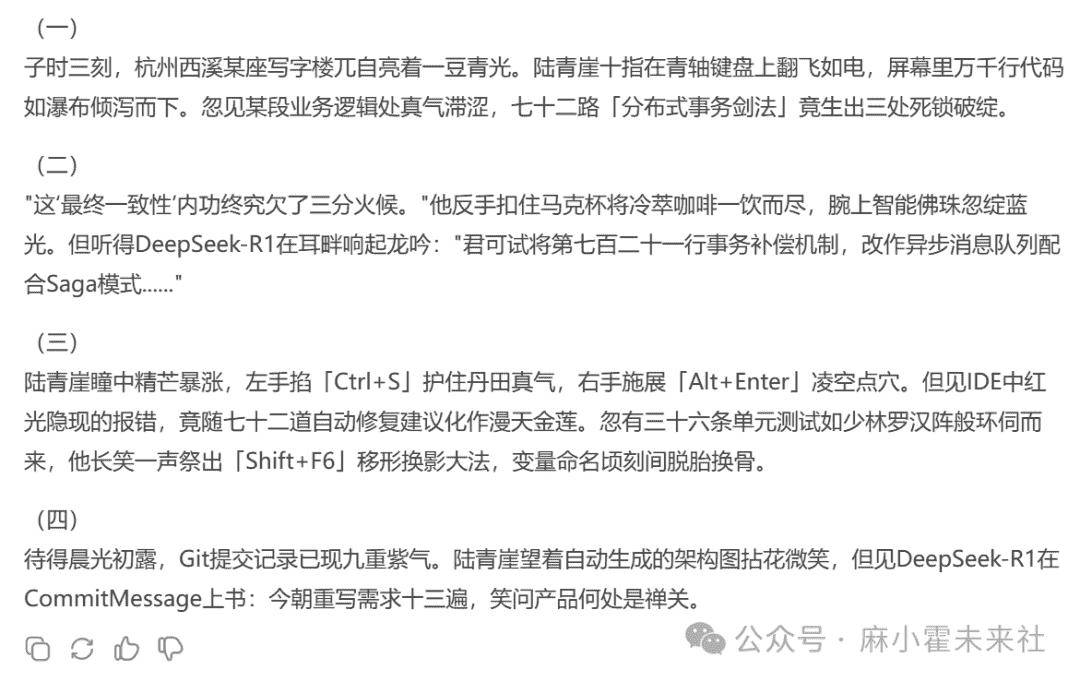 （一）
子时三刻，杭州西溪某座写字楼兀自亮着一豆青光。陆青崖十指在青轴键盘上翻飞如电，屏幕里万千行代码
如瀑布倾泻而下。忽见某段业务逻辑处真气滞涩，七十二路「分布式事务剑法」竟生出三处死锁破绽。
（二）
"这‘最终一致性’内功终究欠了三分火候。"他反手扣住马克杯将冷萃咖啡一饮而尽，腕上智能佛珠忽绽蓝
光。但听得DeepSeek-R1在耳畔响起龙吟："君可试将第七百二十一行事务补偿机制，改作异步消息队列配
合Saga模式......"
（三）
陆青崖瞳中精芒暴涨，左手掐「Ctrl+S」护住丹田真气，右手施展「Alt+Enter」凌空点穴。但见IDE中红
光隐现的报错，竟随七十二道自动修复建议化作漫天金莲。忽有三十六条单元测试如少林罗汉阵般环伺而
来，他长笑一声祭出「Shift+F6」移形换影大法，变量命名顷刻间脱胎换骨。
（四）
待得晨光初露，Git提交记录已现九重紫气。陆青崖望着自动生成的架构图拈花微笑，但见DeepSeek-R1在
CommitMessage上书：今朝重写需求十三遍，笑问产品何处是禅关。
公众号 · 麻小霍未来社